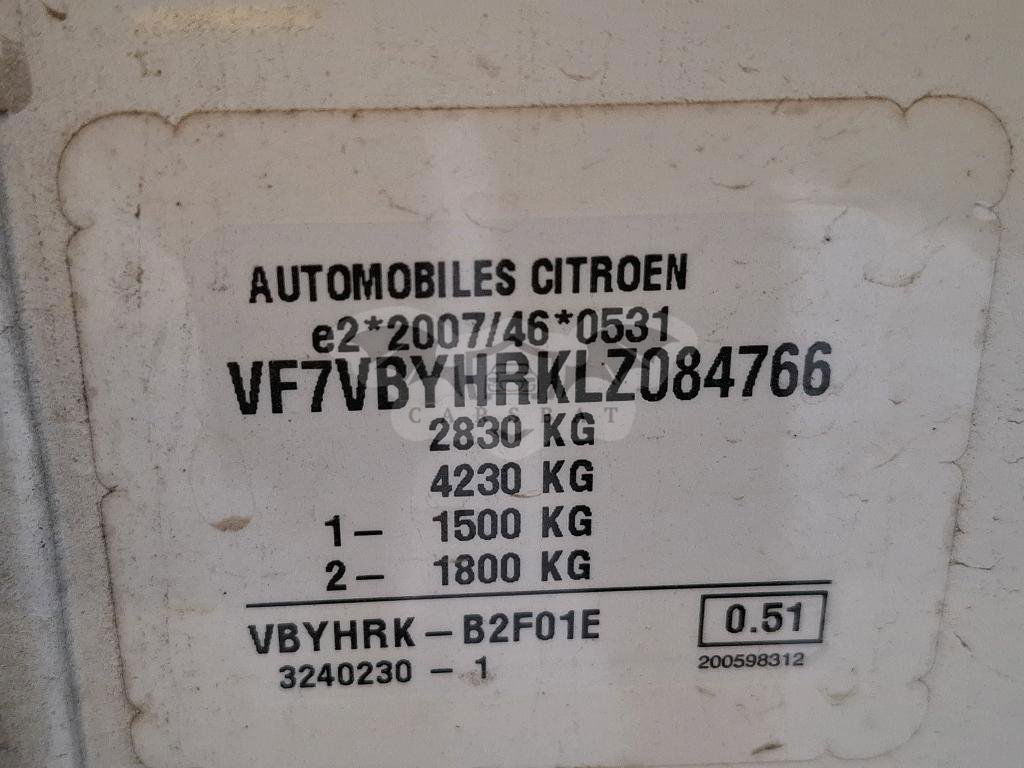 AUTOMOBILES CITROEN
e2*2007/46*0531
VF7VBYHRKLZ084766
CARSBAT
2830 KG
4230 KG
1- 1500 KG
2- 1800 KG
VBYHRK-B2F01E
0.51
3240230-1
200598312